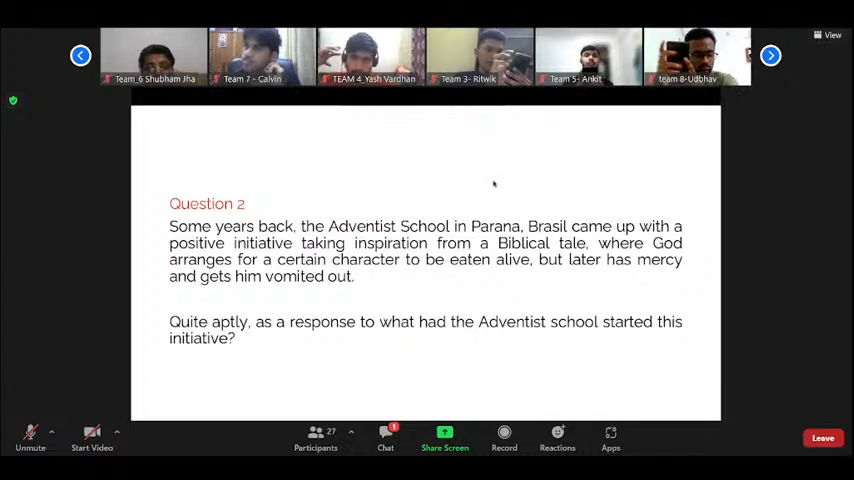 View
Team_6 Shubham Jha
Team 7 - Calvin
TEAM 4_Yash Vardhan
Team 3- Ritwik
Team 5- Ankit
team 8-Udbhav
Question 2
Some years back, the Adventist School in Parana, Brasil came up with a
positive initiative taking inspiration from a Biblical tale, where God
arranges for a certain character to be eaten alive, but later has mercy
and gets him vomited out.
Quite aptly, as a response to what had the Adventist school started this
initiative?
Unmute
Start Video
27
Participants
1
Chat
Share Screen
Record
Reactions
Apps
Leave